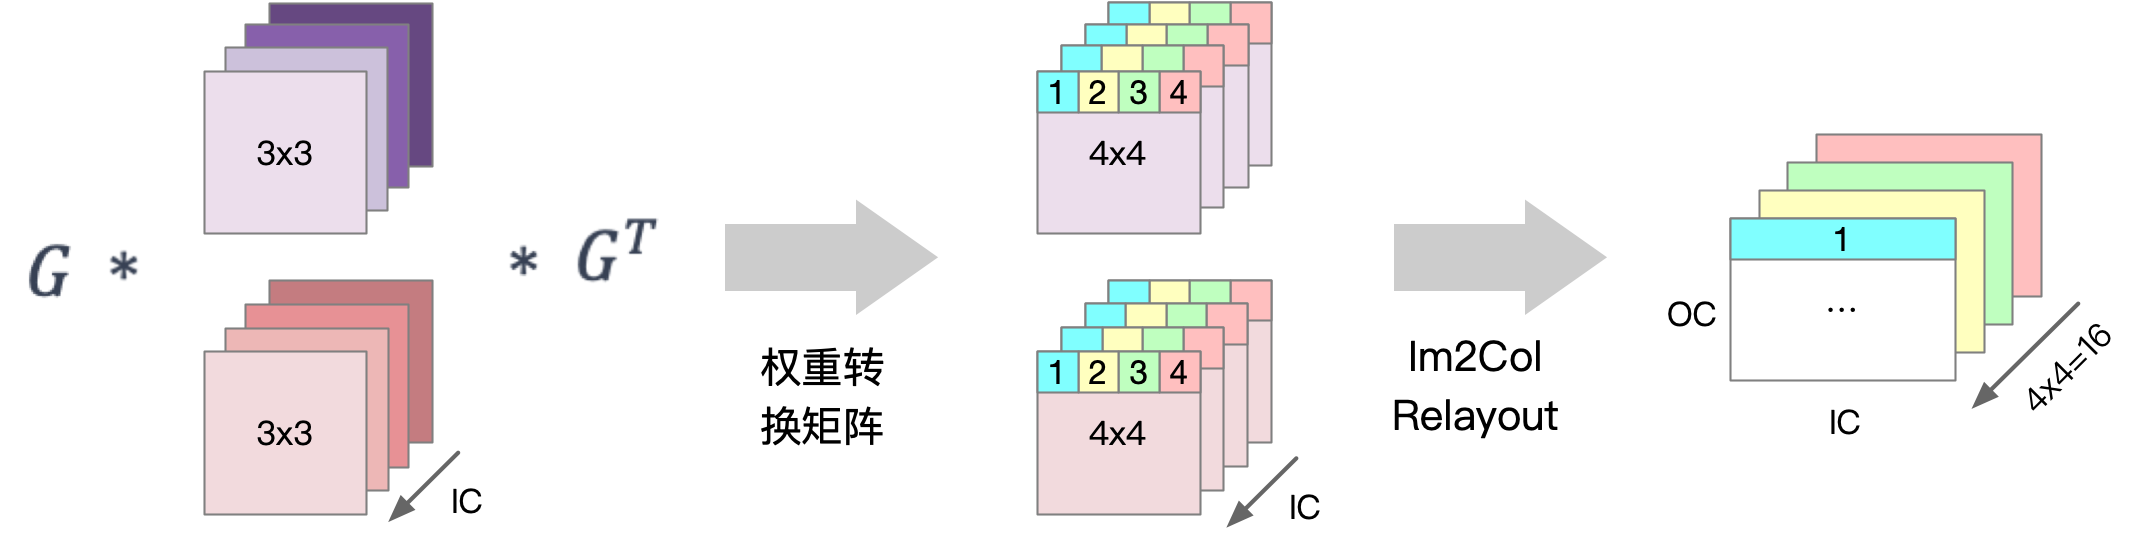 3x3
G *
* G^T
3x3
IC
权重转
换矩阵
1 2 3 4
4x4
1 2 3 4
4x4
IC
Im2Col
Relayout
1
...
OC
IC
4x4=16